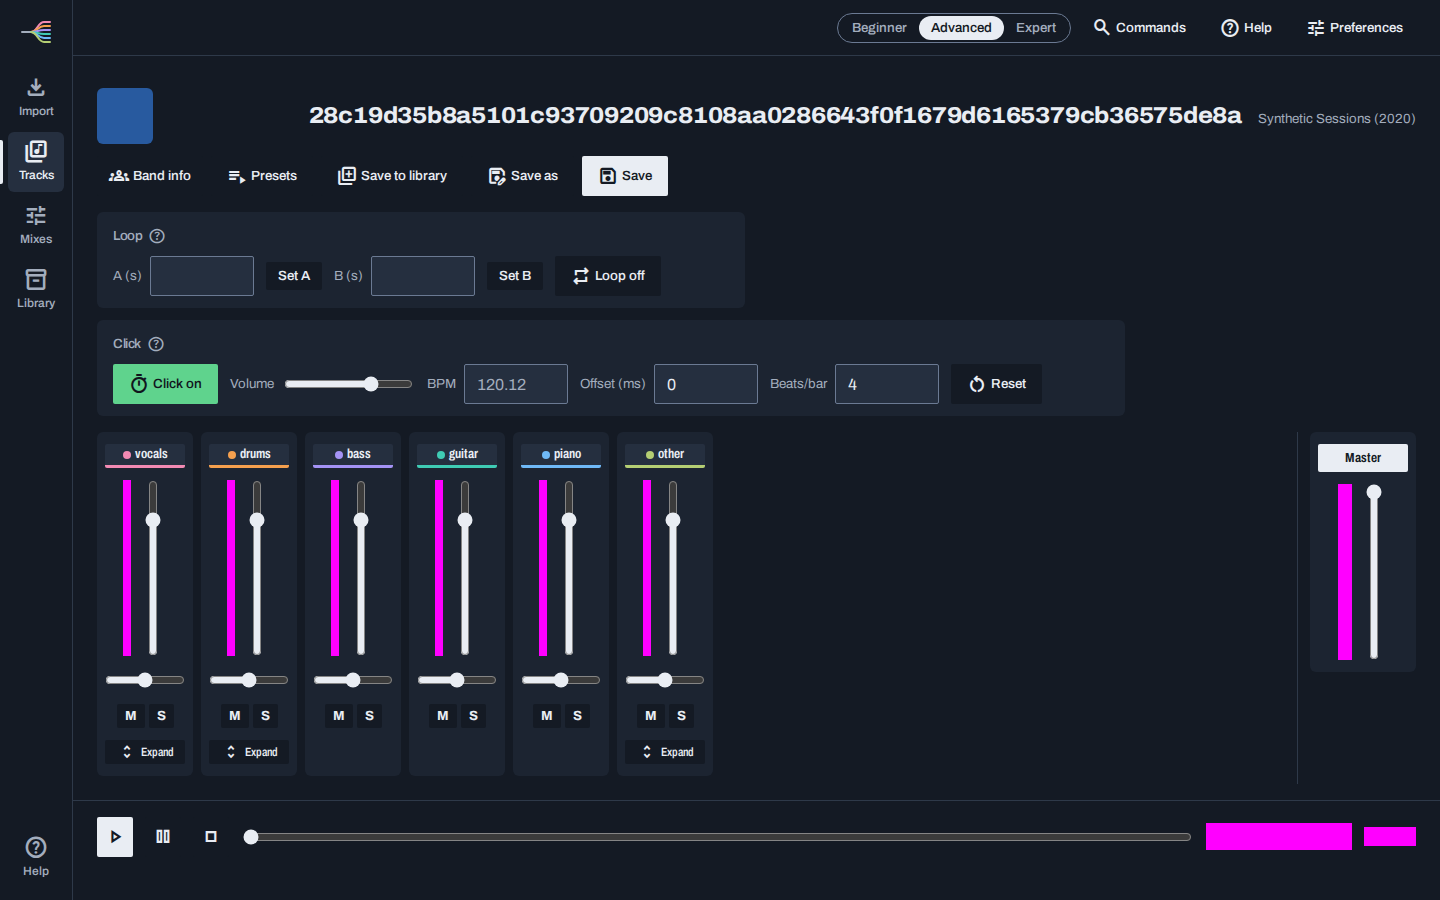 Beginner Advanced Expert Commands Help Preferences
Import
Tracks
Mixes
Library
Help
28c19d35b8a5101c93709209c8108aa0286643f0f1679d6165379cb36575de8a Synthetic Sessions (2020)
Band info Presets Save to library Save as Save
Loop
A (s) Set A B (s) Set B Loop off
Click
Click on Volume BPM 120.12 Offset (ms) 0 Beats/bar 4 Reset
vocals drums bass guitar piano other Master
M S M S M S M S M S M S
Expand Expand Expand